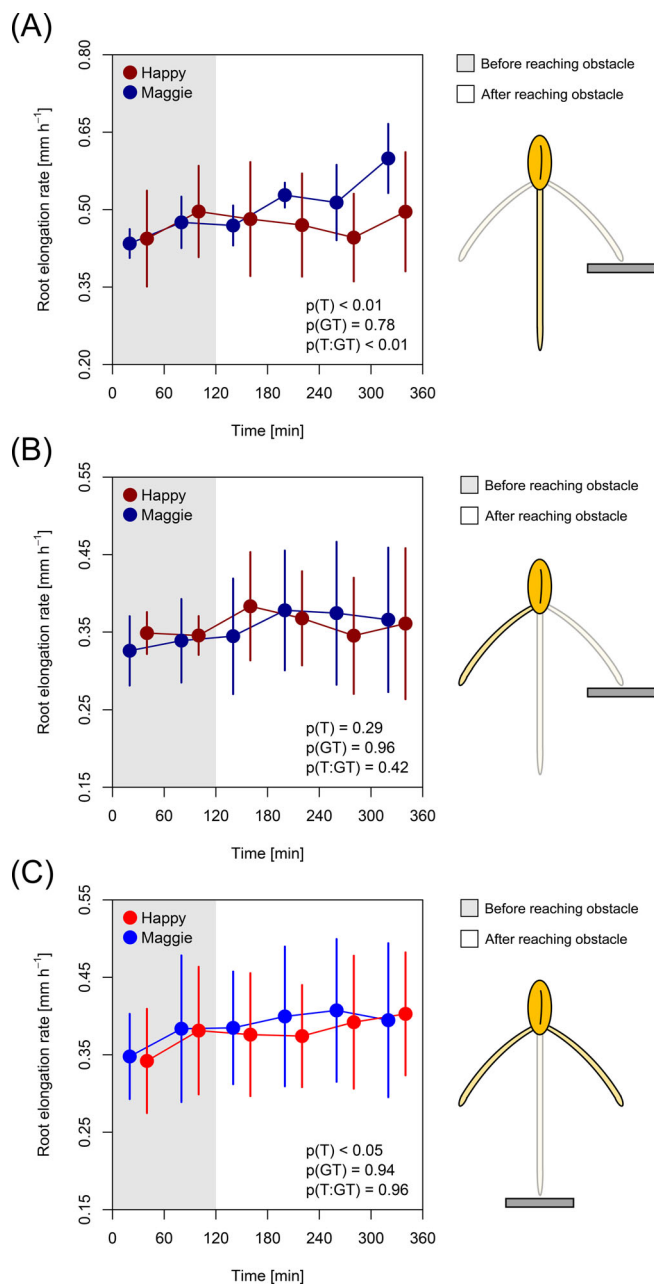 (A)
Root elongation rate [mm h⁻¹]
0.80
0.65
0.50
0.35
0.20
Happy
Maggie
p(T) < 0.01
p(GT) = 0.78
p(T:GT) < 0.01
0 60 120 180 240 300 360
Time [min]
Before reaching obstacle
After reaching obstacle
(B)
Root elongation rate [mm h⁻¹]
0.55
0.45
0.35
0.25
0.15
Happy
Maggie
p(T) = 0.29
p(GT) = 0.96
p(T:GT) = 0.42
0 60 120 180 240 300 360
Time [min]
Before reaching obstacle
After reaching obstacle
(C)
Root elongation rate [mm h⁻¹]
0.55
0.45
0.35
0.25
0.15
Happy
Maggie
p(T) < 0.05
p(GT) = 0.94
p(T:GT) = 0.96
0 60 120 180 240 300 360
Time [min]
Before reaching obstacle
After reaching obstacle